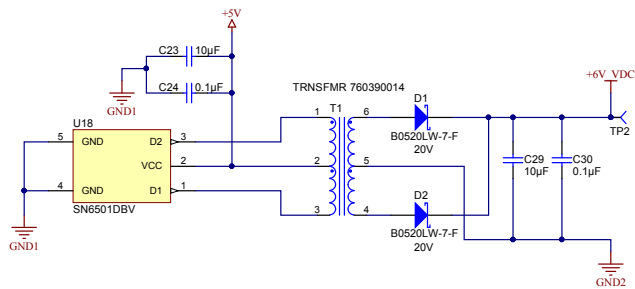 +5V
C23 10µF
C24 0.1µF
GND1
TRNSFMR 760390014
+6V_VDC
TP2
U18
T1
D1
1 6
B0520LW-7-F
20V
5 GND D2 3
VCC 2
2 5
C29
10µF
C30
0.1µF
4 GND D1 1
D2
3 4
SN6501DBV
B0520LW-7-F
20V
GND1
GND2